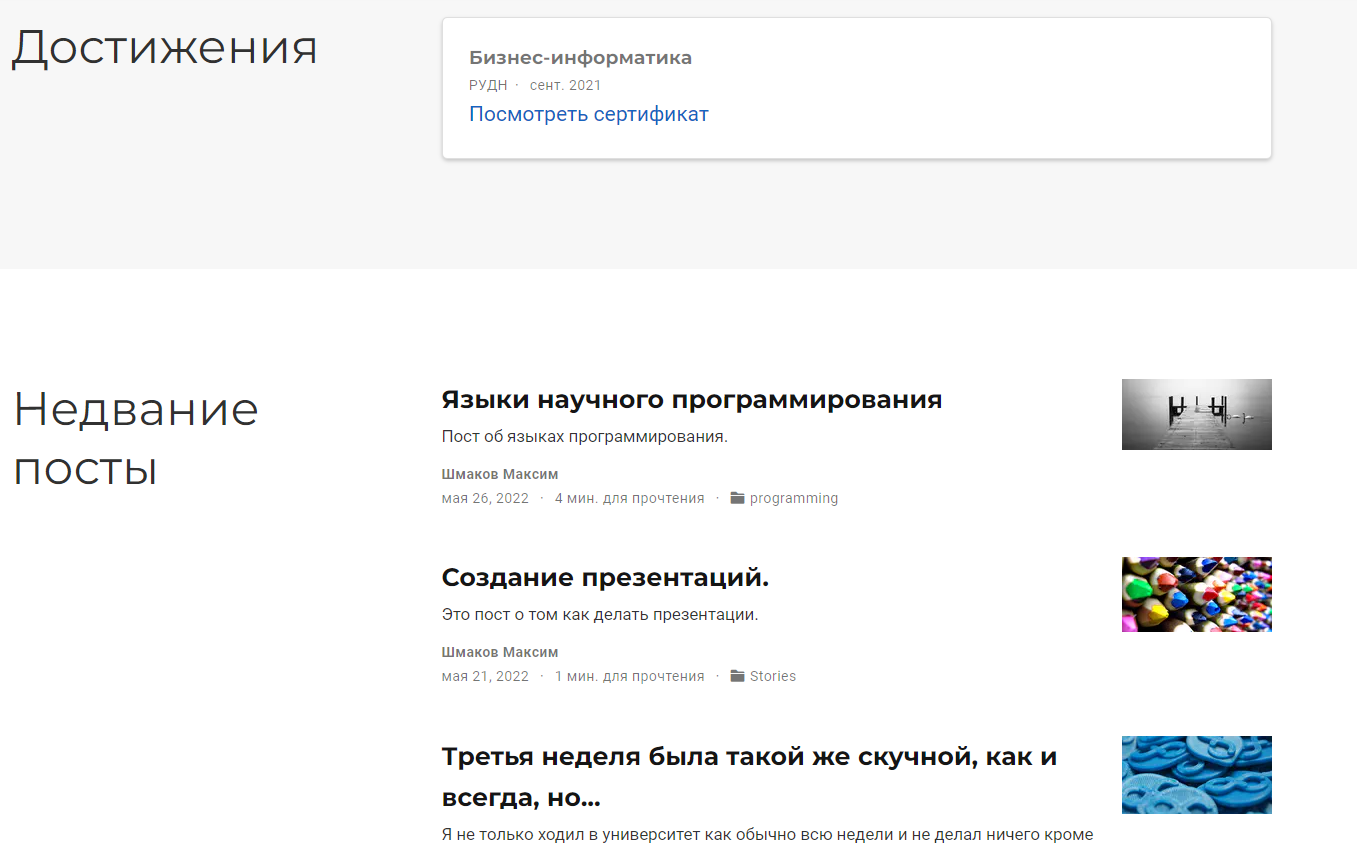 Достижения
Бизнес-информатика
РУДН · сент. 2021
Посмотреть сертификат
Недвание
посты
Языки научного программирования
Пост об языках программирования.
Шмаков Максим
мая 26, 2022 · 4 мин. для прочтения · programming
Создание презентаций.
Это пост о том как делать презентации.
Шмаков Максим
мая 21, 2022 · 1 мин. для прочтения · Stories
Третья неделя была такой же скучной, как и
всегда, но...
Я не только ходил в университет как обычно всю недели и не делал ничего кроме